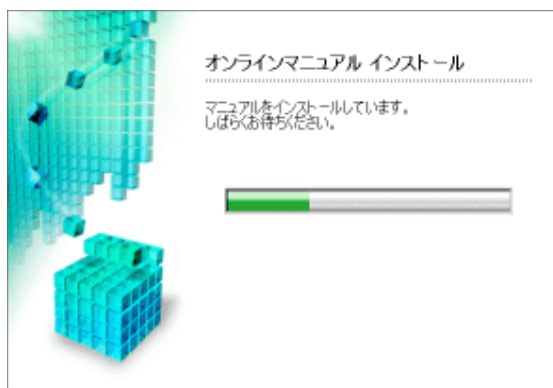 オンラインマニュアル インストール
マニュアルをインストールしています。
しばらくお待ちください。